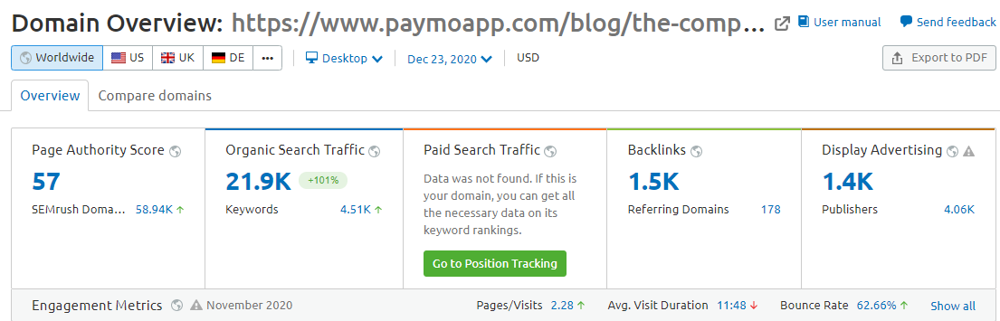 Domain Overview: https://www.paymoapp.com/blog/the-comp... User manual Send feedback
Worldwide US UK DE ... Desktop Dec 23, 2020 USD Export to PDF
Overview Compare domains
Page Authority Score
57
SEMrush Doma... 58.94K ↑
Organic Search Traffic
21.9K +101%
Keywords 4.51K ↑
Paid Search Traffic
Data was not found. If this is
your domain, you can get all
the necessary data on its
keyword rankings.
Go to Position Tracking
Backlinks
1.5K
Referring Domains 178
Display Advertising
1.4K
Publishers 4.06K
Engagement Metrics November 2020 Pages/Visits 2.28 ↑ Avg. Visit Duration 11:48 ↓ Bounce Rate 62.66% ↑ Show all